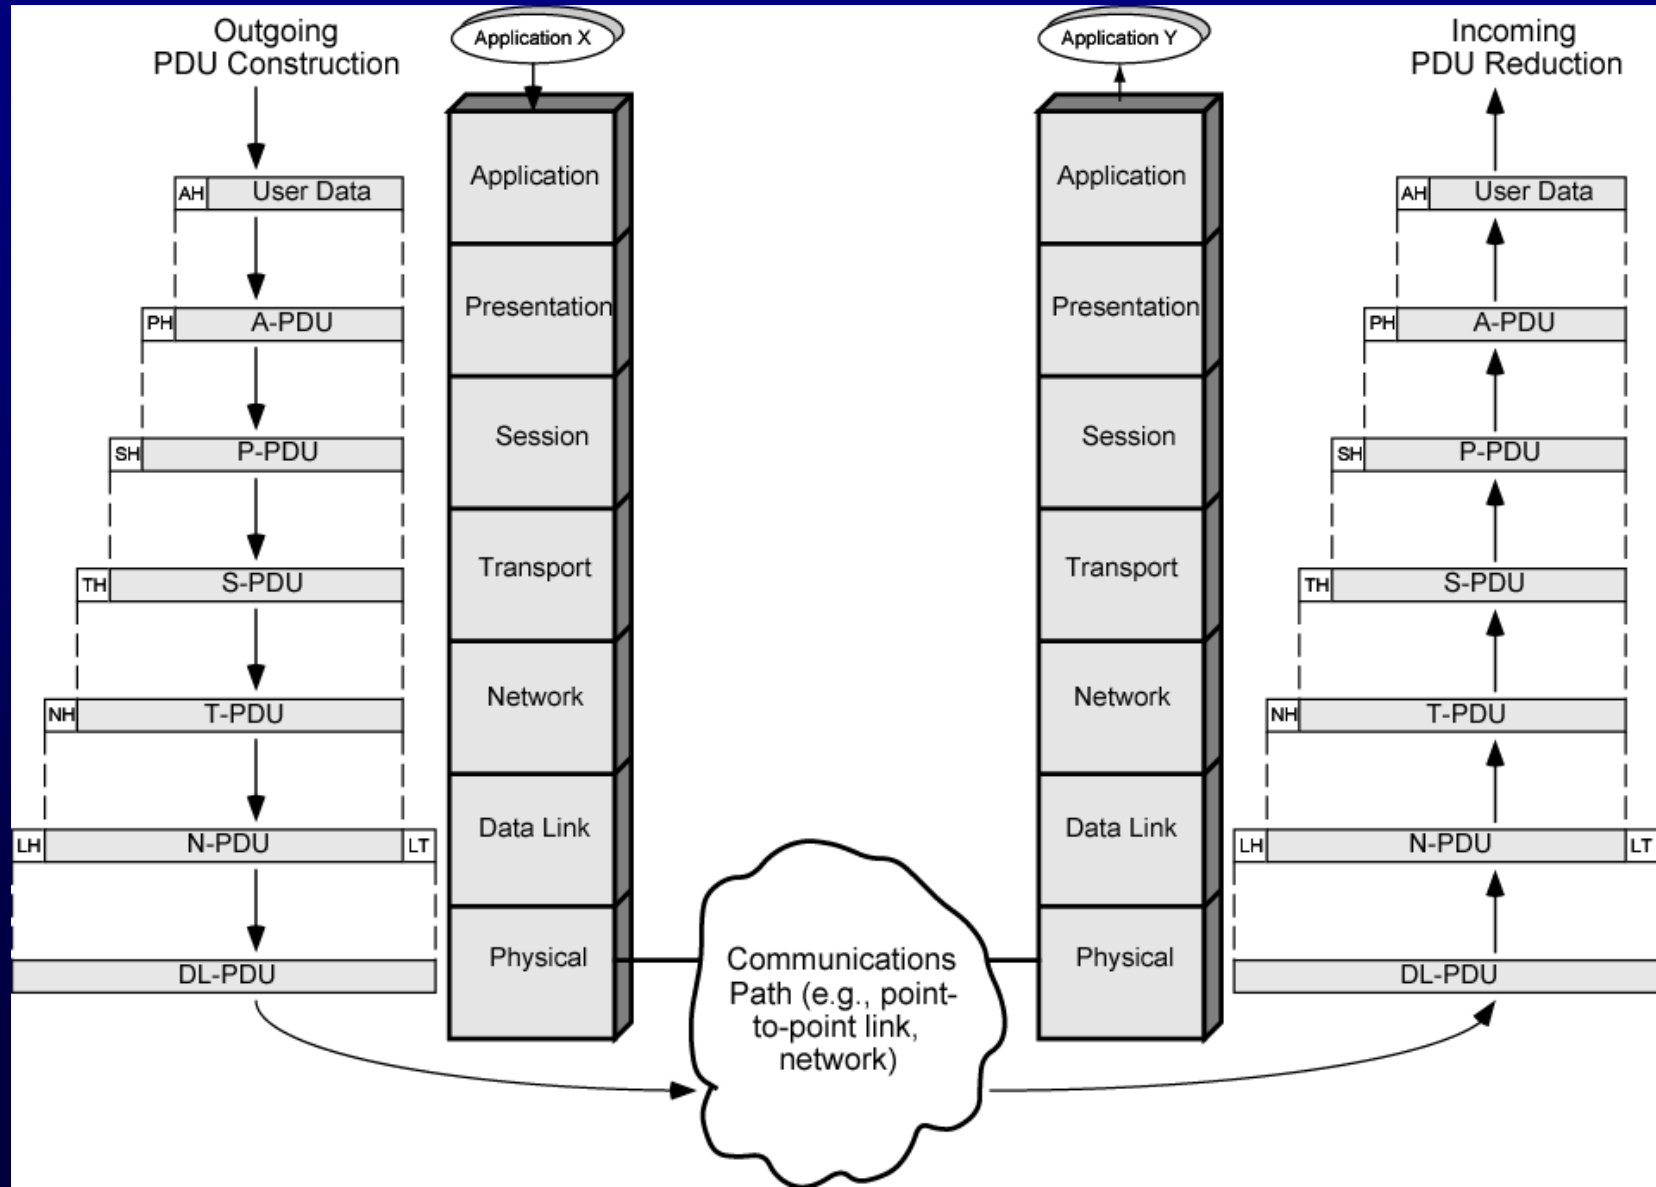 Outgoing
PDU Construction
AH User Data
PH A-PDU
SH P-PDU
TH S-PDU
NH T-PDU
LH N-PDU LT
DL-PDU
Application X
Application
Presentation
Session
Transport
Network
Data Link
Physical
Communications
Path (e.g., point-
to-point link,
network)
Application Y
Application
Presentation
Session
Transport
Network
Data Link
Physical
Incoming
PDU Reduction
AH User Data
PH A-PDU
SH P-PDU
TH S-PDU
NH T-PDU
LH N-PDU LT
DL-PDU